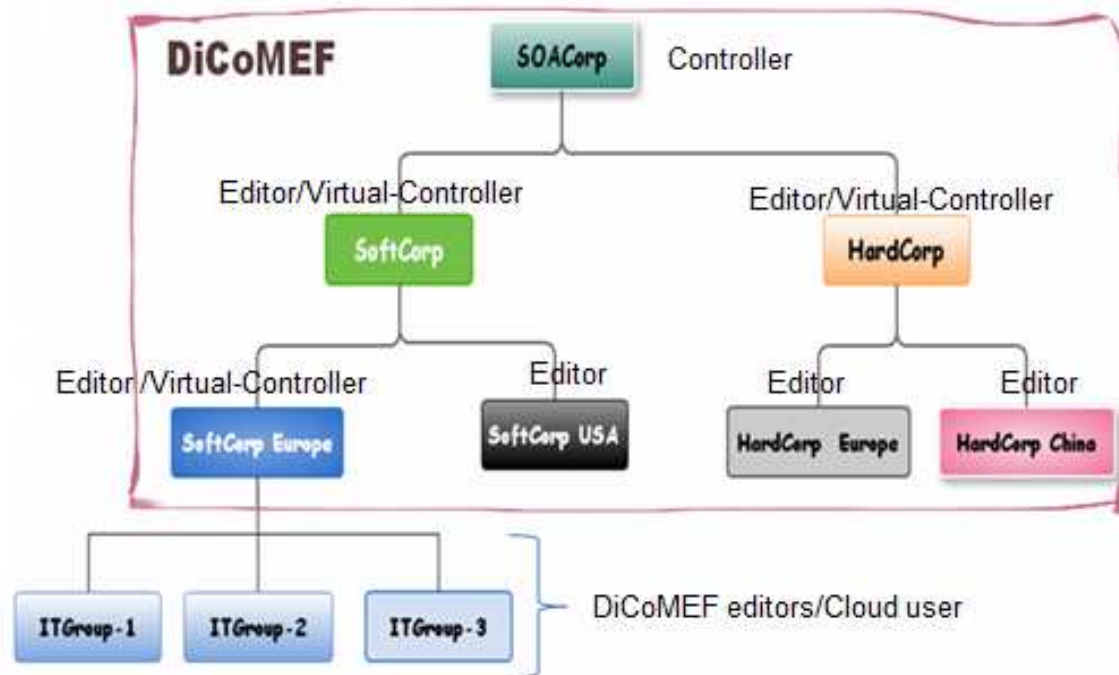 DiCoMEF
SOACorp
Controller
Editor/Virtual-Controller
Editor/Virtual-Controller
SoftCorp
HardCorp
Editor/Virtual-Controller
Editor
Editor
Editor
SoftCorp Europe
SoftCorp USA
HardCorp Europe
HardCorp China
ITGroup-1
ITGroup-2
ITGroup-3
DiCoMEF editors/Cloud user